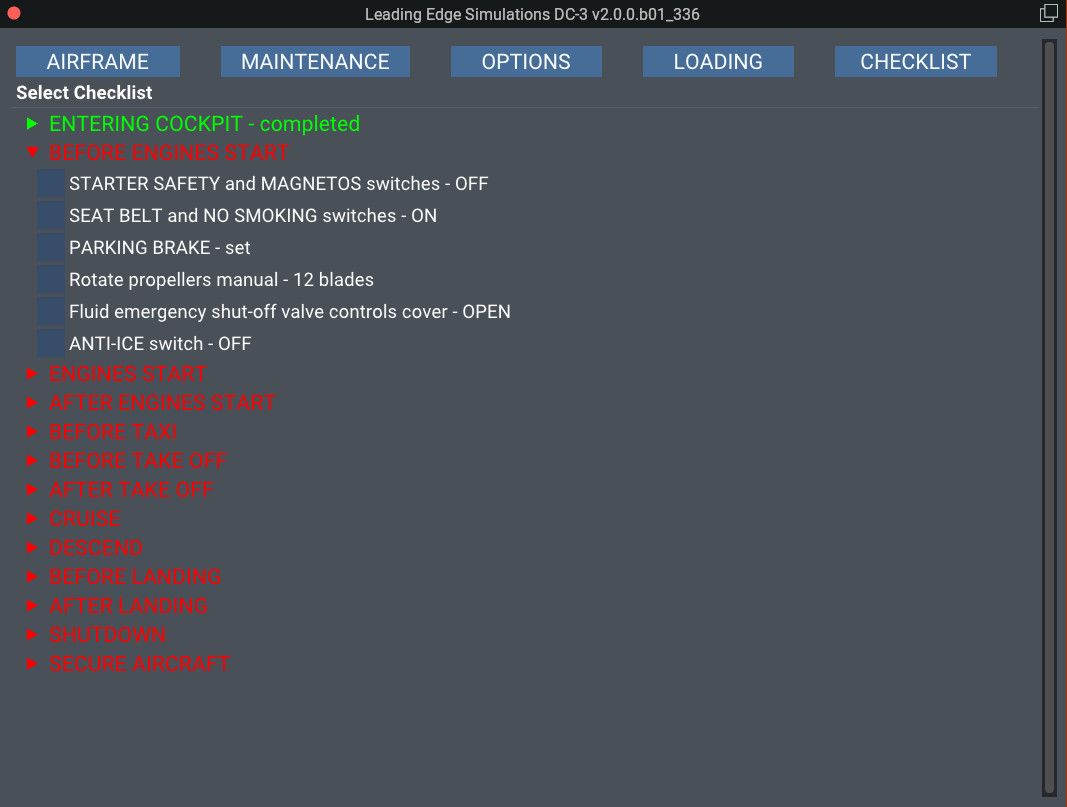 Leading Edge Simulations DC-3 v2.0.0.b01_336
AIRFRAME MAINTENANCE OPTIONS LOADING CHECKLIST
Select Checklist
ENTERING COCKPIT - completed
BEFORE ENGINES START
STARTER SAFETY and MAGNETOS switches - OFF
SEAT BELT and NO SMOKING switches - ON
PARKING BRAKE - set
Rotate propellers manual - 12 blades
Fluid emergency shut-off valve controls cover - OPEN
ANTI-ICE switch - OFF
ENGINES START
AFTER ENGINES START
BEFORE TAXI
BEFORE TAKE OFF
AFTER TAKE OFF
CRUISE
DESCEND
BEFORE LANDING
AFTER LANDING
SHUTDOWN
SECURE AIRCRAFT